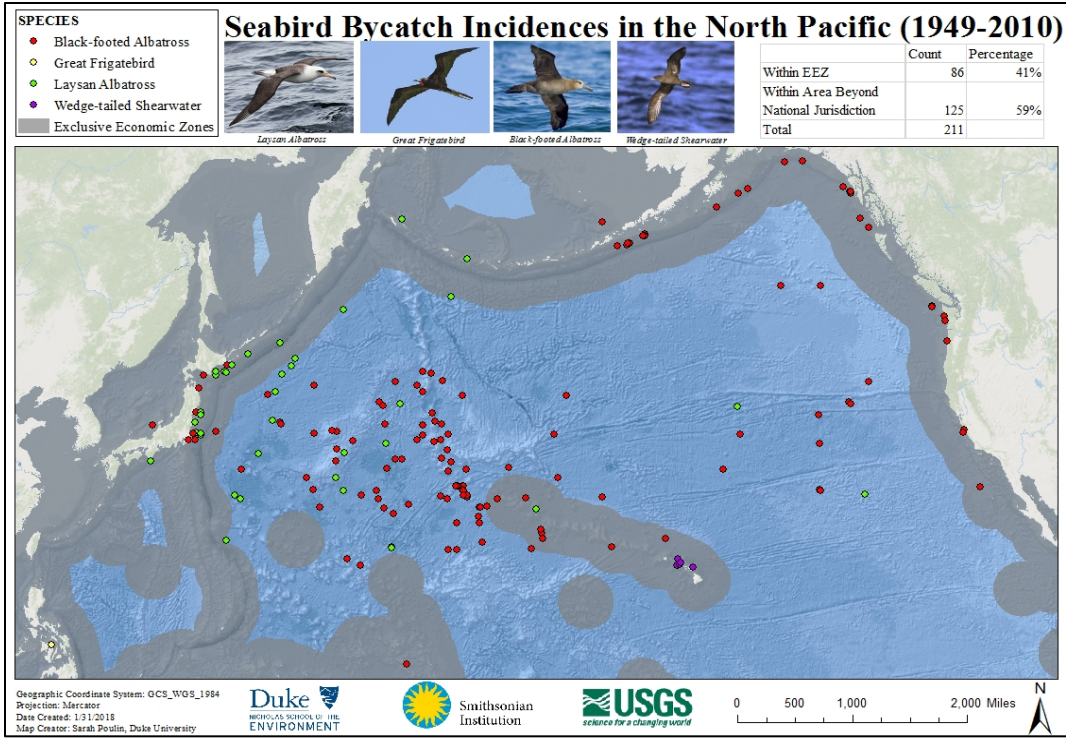 Seabird Bycatch Incidences in the North Pacific (1949-2010)
SPECIES
Black-footed Albatross
Great Frigatebird
Laysan Albatross
Wedge-tailed Shearwater
Exclusive Economic Zones
Laysan Albatross
Great Frigatebird
Black-footed Albatross
Wedge-tailed Shearwater
Count Percentage
Within EEZ 86 41%
Within Area Beyond
National Jurisdiction 125 59%
Total 211
Geographic Coordinate System: GCS_WGS_1984
Projection: Mercator
Date Created: 1/31/2018
Map Creator: Sarah Poulin, Duke University
Duke
NICHOLAS SCHOOL OF THE
ENVIRONMENT
Smithsonian
Institution
USGS
science for a changing world
0 500 1,000 2,000 Miles
N